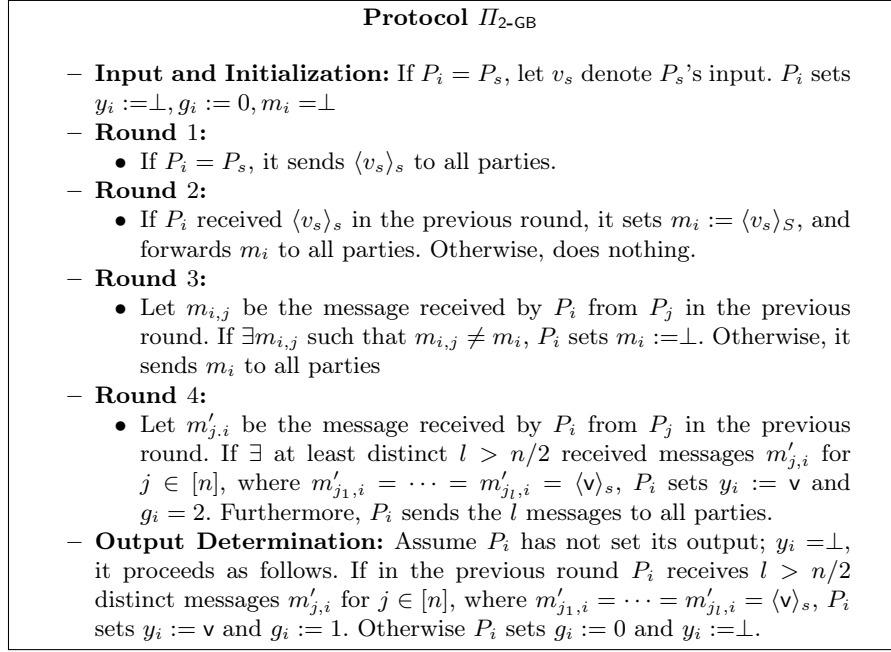 Protocol Π₂₋GB
– Input and Initialization: If Pᵢ = Pₛ, let vₛ denote Pₛ's input. Pᵢ sets
yᵢ :=⊥, gᵢ := 0, mᵢ =⊥
– Round 1:
• If Pᵢ = Pₛ, it sends ⟨vₛ⟩ₛ to all parties.
– Round 2:
• If Pᵢ received ⟨vₛ⟩ₛ in the previous round, it sets mᵢ := ⟨vₛ⟩_S, and
forwards mᵢ to all parties. Otherwise, does nothing.
– Round 3:
• Let m_{i,j} be the message received by Pᵢ from Pⱼ in the previous
round. If ∃m_{i,j} such that m_{i,j} ≠ mᵢ, Pᵢ sets mᵢ :=⊥. Otherwise, it
sends mᵢ to all parties
– Round 4:
• Let m′_{j.i} be the message received by Pᵢ from Pⱼ in the previous
round. If ∃ at least distinct l > n/2 received messages m′_{j,i} for
j ∈ [n], where m′_{j₁,i} = ··· = m′_{jₗ,i} = ⟨v⟩ₛ, Pᵢ sets yᵢ := v and
gᵢ = 2. Furthermore, Pᵢ sends the l messages to all parties.
– Output Determination: Assume Pᵢ has not set its output; yᵢ =⊥,
it proceeds as follows. If in the previous round Pᵢ receives l > n/2
distinct messages m′_{j,i} for j ∈ [n], where m′_{j₁,i} = ··· = m′_{jₗ,i} = ⟨v⟩ₛ, Pᵢ
sets yᵢ := v and gᵢ := 1. Otherwise Pᵢ sets gᵢ := 0 and yᵢ :=⊥.